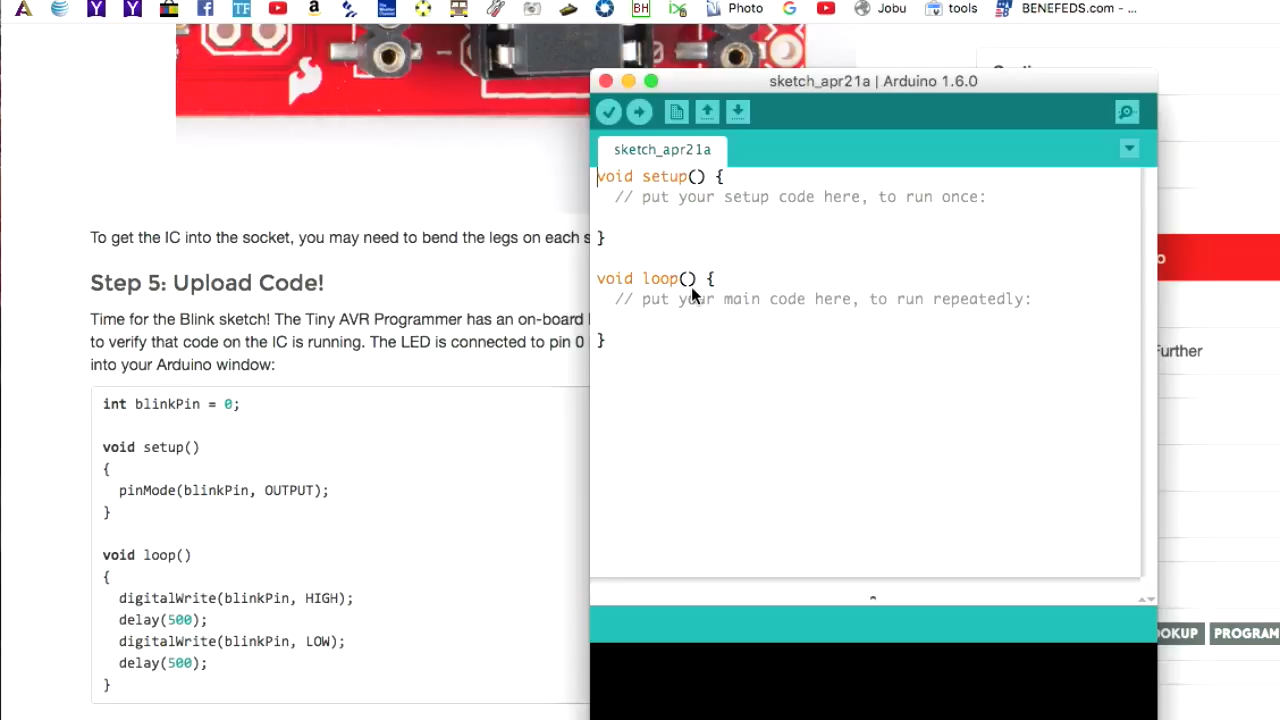 Photo
Jobu
tools
BENEFEDS.com - ...
BH
TF
To get the IC into the socket, you may need to bend the legs on each s
Step 5: Upload Code!
Time for the Blink sketch! The Tiny AVR Programmer has an on-board
to verify that code on the IC is running. The LED is connected to pin 0
into your Arduino window:
int blinkPin = 0;
void setup()
{
pinMode(blinkPin, OUTPUT);
}
void loop()
{
digitalWrite(blinkPin, HIGH);
delay(500);
digitalWrite(blinkPin, LOW);
delay(500);
}
sketch_apr21a | Arduino 1.6.0
sketch_apr21a
void setup() {
// put your setup code here, to run once:
}
void loop() {
// put your main code here, to run repeatedly:
}
Further
OOKUP
PROGRAM